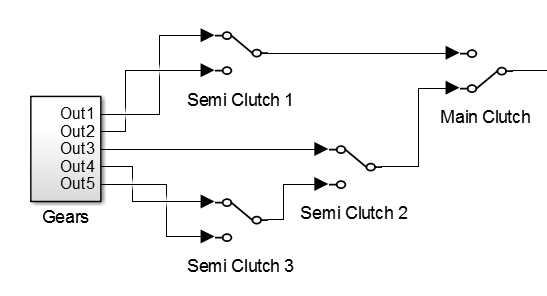 Semi Clutch 1
Main Clutch
Out1
Out2
Out3
Out4
Out5
Gears
Semi Clutch 2
Semi Clutch 3